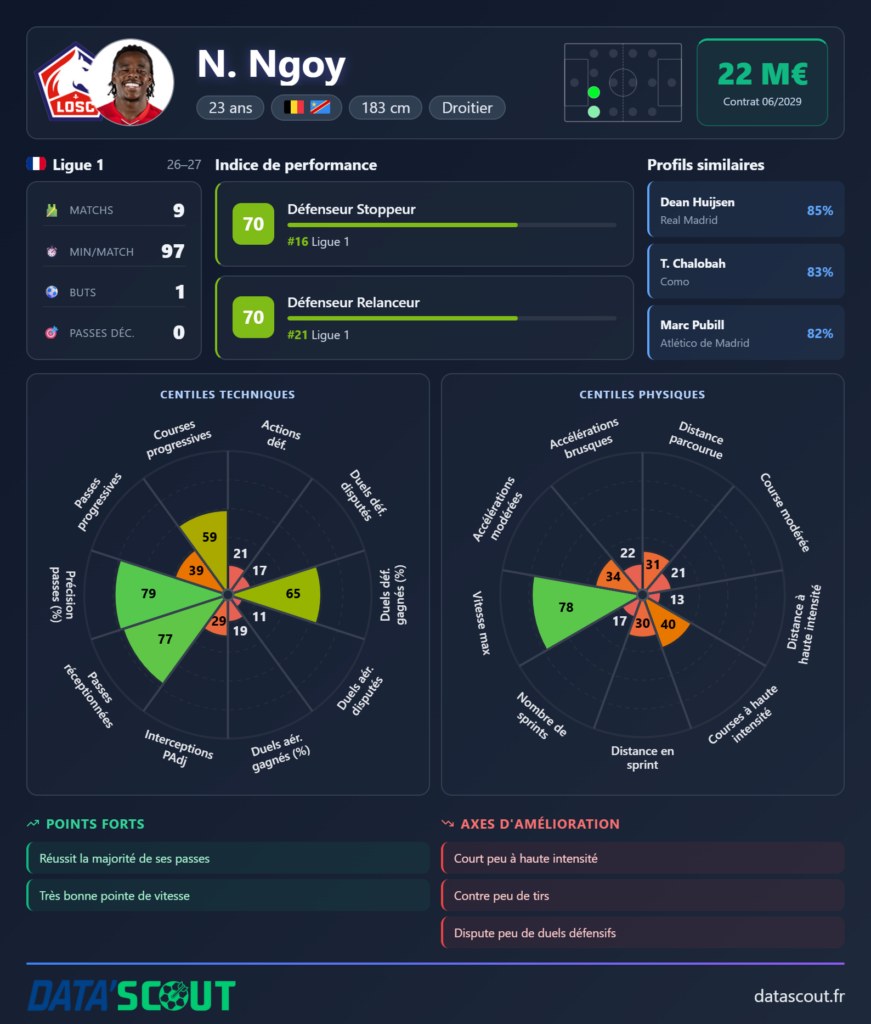 LOSC
N. Ngoy
23 ans
183 cm
Droitier
22 M€
Contrat 06/2029
Ligue 1
26–27
MATCHS
9
MIN/MATCH
97
BUTS
1
PASSES DÉC.
0
Indice de performance
70
Défenseur Stoppeur
#16 Ligue 1
70
Défenseur Relanceur
#21 Ligue 1
Profils similaires
Dean Huijsen
Real Madrid
85%
T. Chalobah
Como
83%
Marc Pubill
Atlético de Madrid
82%
CENTILES TECHNIQUES
Actions
déf.
21
Duels déf.
disputés
17
Duels déf.
gagnés (%)
65
Duels aér.
disputés
11
Duels aér.
gagnés (%)
19
Interceptions
PAdj
29
Passes
réceptionnées
77
Précision
passes (%)
79
Passes
progressives
39
Courses
progressives
59
CENTILES PHYSIQUES
Distance
parcourue
31
Course modérée
21
Distance à
haute intensité
13
Courses à haute
intensité
40
Distance en
sprint
30
Nombre de
sprints
17
Vitesse max
78
Accélérations
modérées
34
Accélérations
brusques
22
POINTS FORTS
Réussit la majorité de ses passes
Très bonne pointe de vitesse
AXES D'AMÉLIORATION
Court peu à haute intensité
Contre peu de tirs
Dispute peu de duels défensifs
DATA'SCOUT
datascout.fr